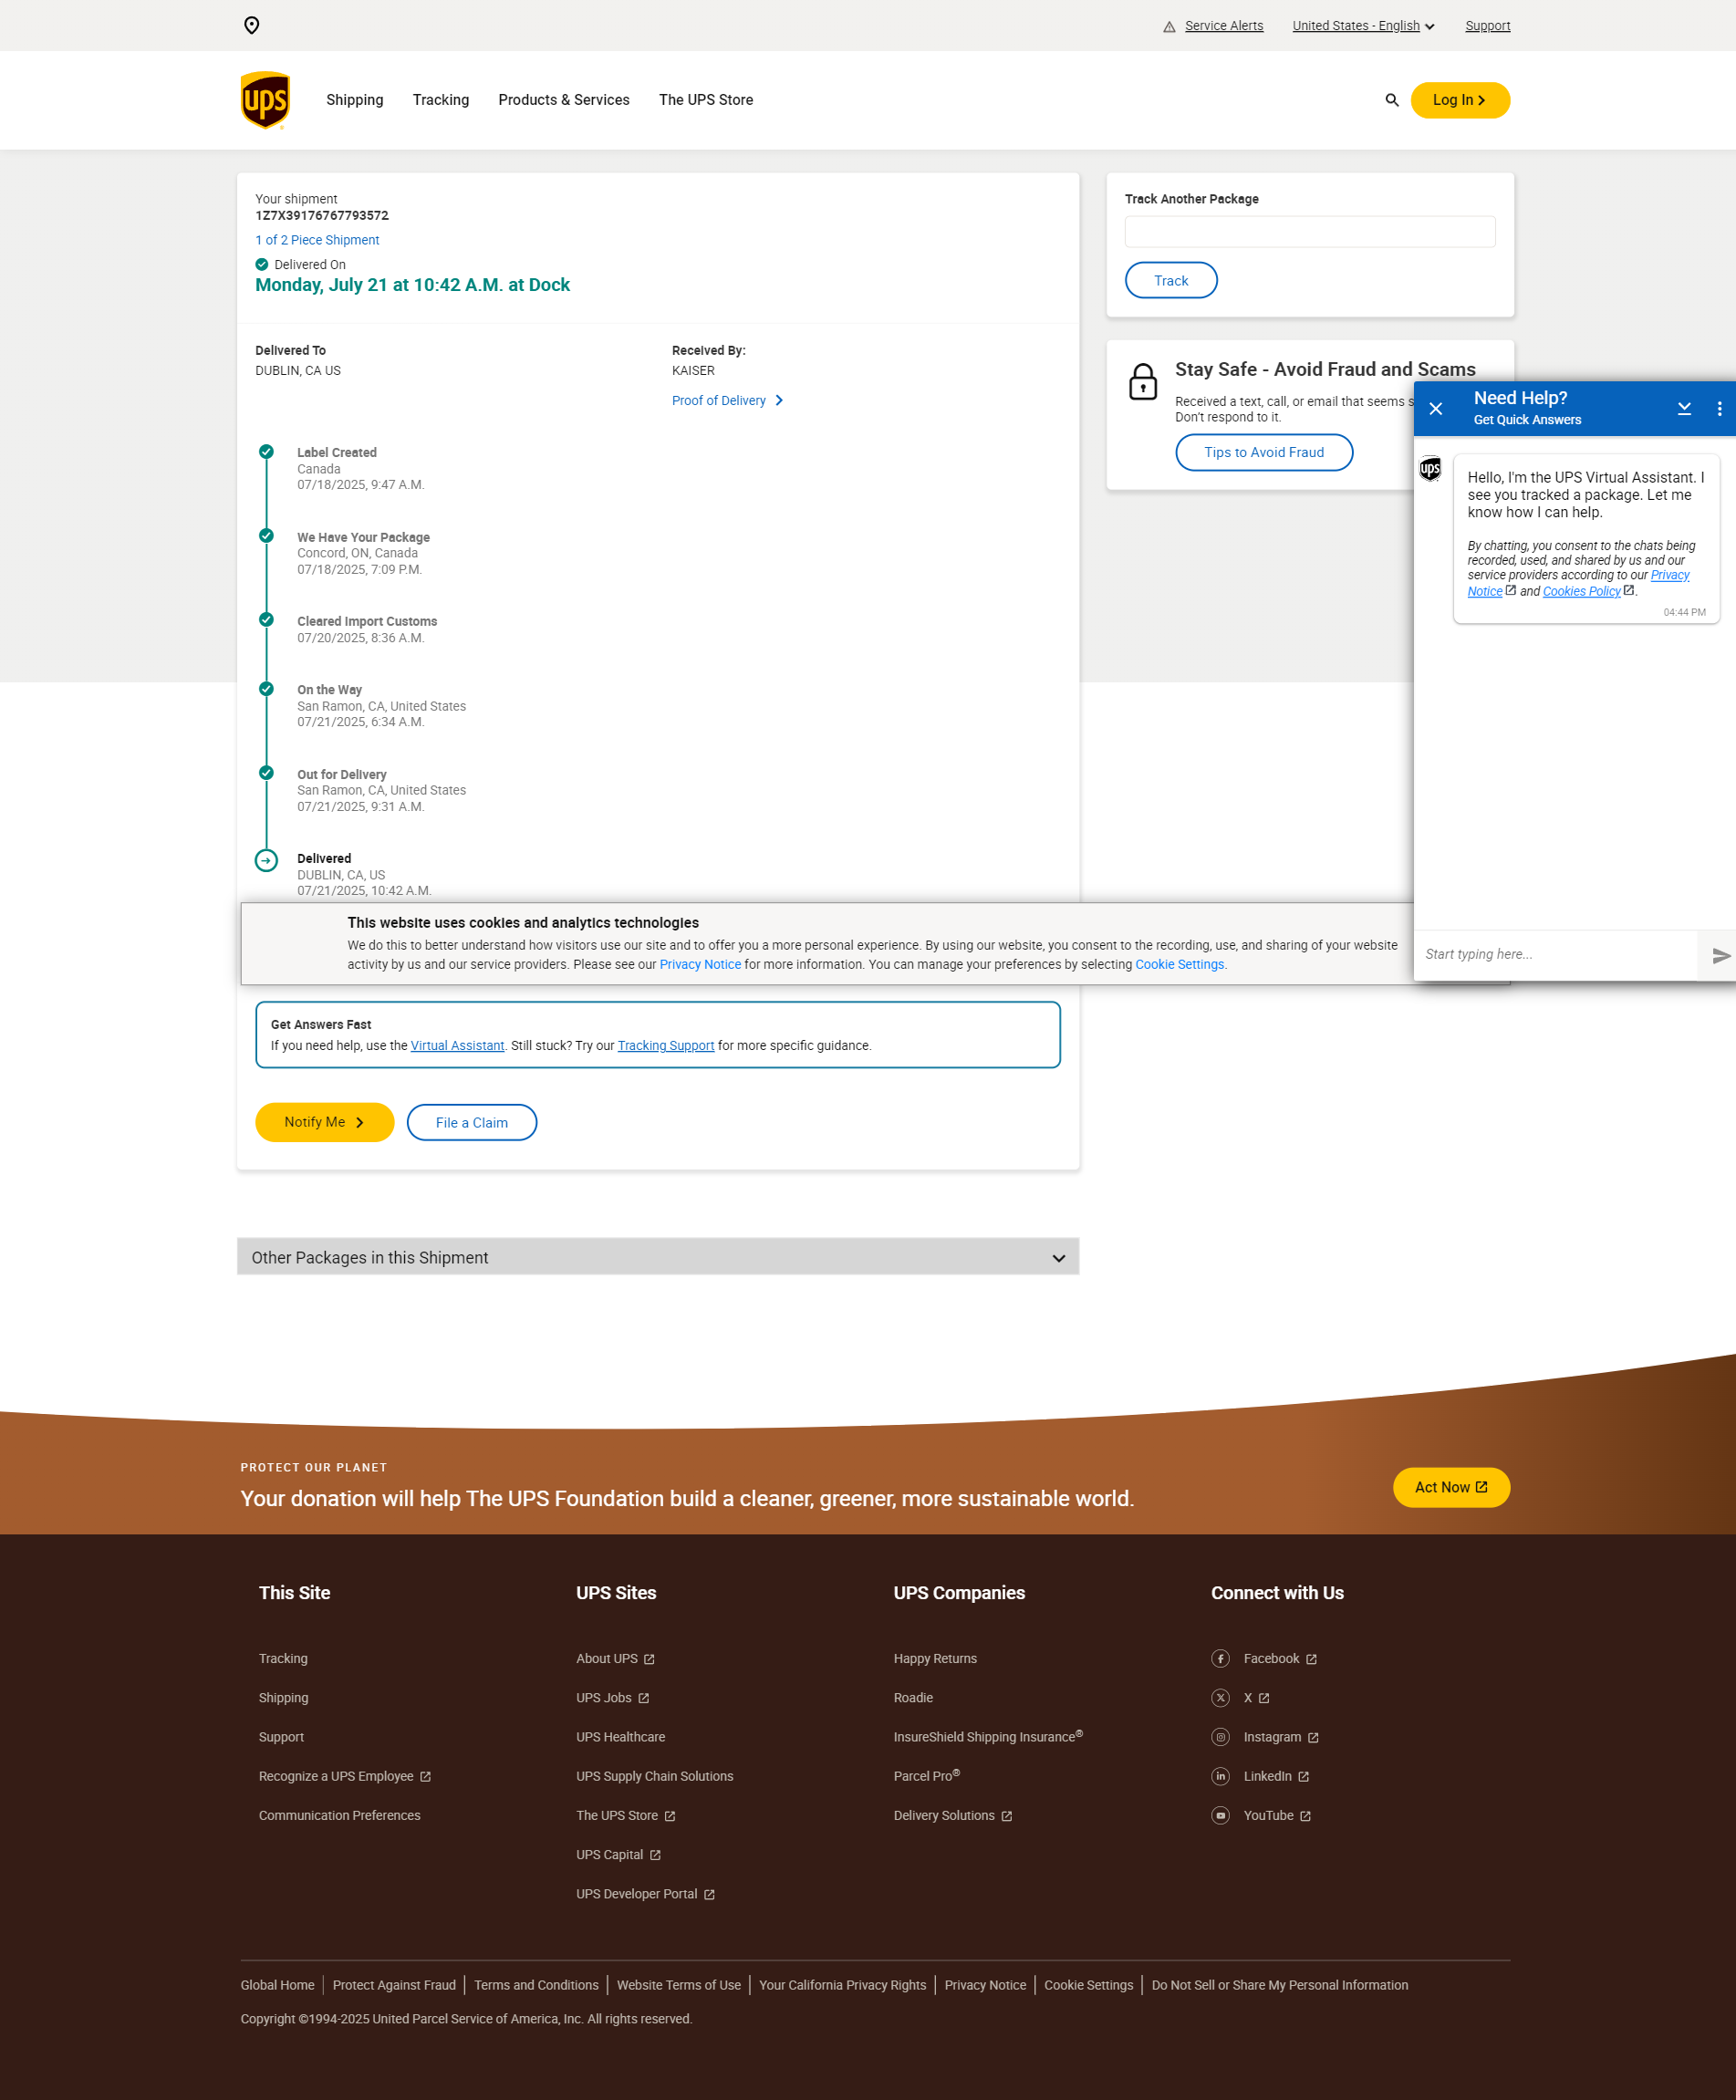 Service Alerts
United States - English
Support
ups
Shipping
Tracking
Products & Services
The UPS Store
Log In
Your shipment
1Z7X39176767793572
1 of 2 Piece Shipment
Delivered On
Monday, July 21 at 10:42 A.M. at Dock
Delivered To
DUBLIN, CA US
Received By:
KAISER
Proof of Delivery
Label Created
Canada
07/18/2025, 9:47 A.M.
We Have Your Package
Concord, ON, Canada
07/18/2025, 7:09 P.M.
Cleared Import Customs
07/20/2025, 8:36 A.M.
On the Way
San Ramon, CA, United States
07/21/2025, 6:34 A.M.
Out for Delivery
San Ramon, CA, United States
07/21/2025, 9:31 A.M.
Delivered
DUBLIN, CA, US
07/21/2025, 10:42 A.M.
Track Another Package
Track
Stay Safe - Avoid Fraud and Scams
Received a text, call, or email that seems
Don't respond to it.
Tips to Avoid Fraud
Need Help?
Get Quick Answers
ups
Hello, I'm the UPS Virtual Assistant. I
see you tracked a package. Let me
know how I can help.
By chatting, you consent to the chats being
recorded, used, and shared by us and our
service providers according to our Privacy
Notice and Cookies Policy.
04:44 PM
Start typing here...
This website uses cookies and analytics technologies
We do this to better understand how visitors use our site and to offer you a more personal experience. By using our website, you consent to the recording, use, and sharing of your website
activity by us and our service providers. Please see our Privacy Notice for more information. You can manage your preferences by selecting Cookie Settings.
Get Answers Fast
If you need help, use the Virtual Assistant. Still stuck? Try our Tracking Support for more specific guidance.
Notify Me
File a Claim
Other Packages in this Shipment
PROTECT OUR PLANET
Your donation will help The UPS Foundation build a cleaner, greener, more sustainable world.
Act Now
This Site
Tracking
Shipping
Support
Recognize a UPS Employee
Communication Preferences
UPS Sites
About UPS
UPS Jobs
UPS Healthcare
UPS Supply Chain Solutions
The UPS Store
UPS Capital
UPS Developer Portal
UPS Companies
Happy Returns
Roadie
InsureShield Shipping Insurance®
Parcel Pro®
Delivery Solutions
Connect with Us
Facebook
X
Instagram
LinkedIn
YouTube
Global Home
Protect Against Fraud
Terms and Conditions
Website Terms of Use
Your California Privacy Rights
Privacy Notice
Cookie Settings
Do Not Sell or Share My Personal Information
Copyright ©1994-2025 United Parcel Service of America, Inc. All rights reserved.